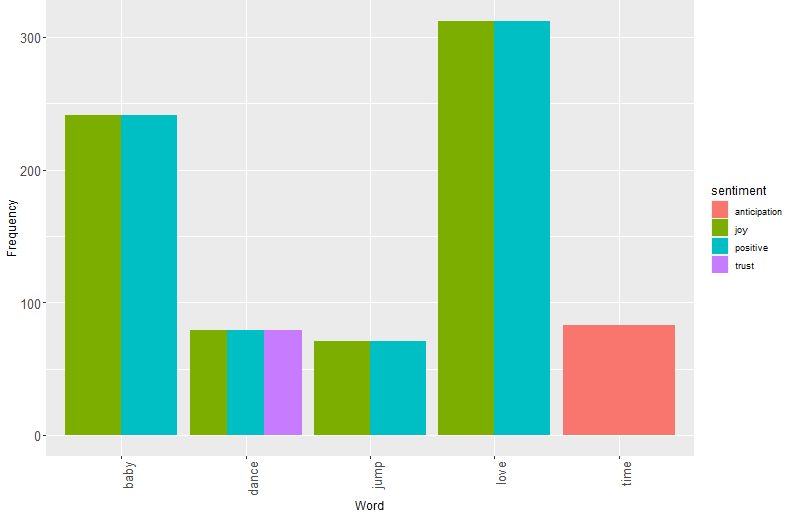 300
200
100
0
Frequency
baby
dance
jump
love
time
Word
sentiment
anticipation
joy
positive
trust